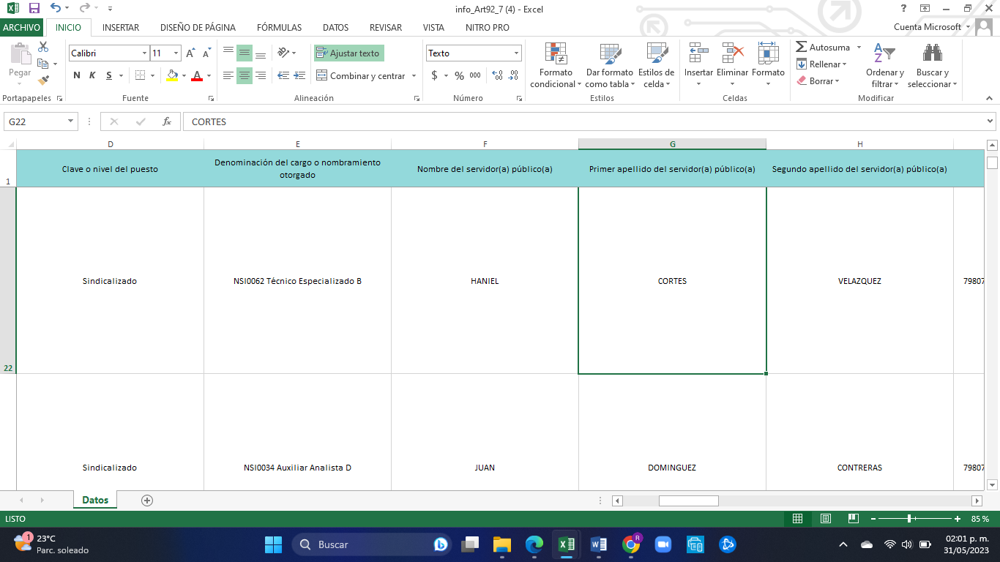 info_Art92_7 (4) - Excel
?
ARCHIVO INICIO INSERTAR DISEÑO DE PÁGINA FÓRMULAS DATOS REVISAR VISTA NITRO PRO Cuenta Microsoft
Pegar
Calibri 11
N K S
Ajustar texto
Combinar y centrar
Texto
$ % 000
Formato condicional
Dar formato como tabla
Estilos de celda
Insertar Eliminar Formato
Autosuma
Rellenar
Borrar
Ordenar y filtrar
Buscar y seleccionar
Portapapeles Fuente Alineación Número Estilos Celdas Modificar
G22 fx CORTES
D E F G H
1 Clave o nivel del puesto Denominación del cargo o nombramiento otorgado Nombre del servidor(a) público(a) Primer apellido del servidor(a) público(a) Segundo apellido del servidor(a) público(a)
22 Sindicalizado NSI0062 Técnico Especializado B HANIEL CORTES VELAZQUEZ 79807
Sindicalizado NSI0034 Auxiliar Analista D JUAN DOMINGUEZ CONTRERAS 79807
Datos
LISTO 85 %
1 23°C
Parc. soleado
Buscar
R
02:01 p. m.
31/05/2023